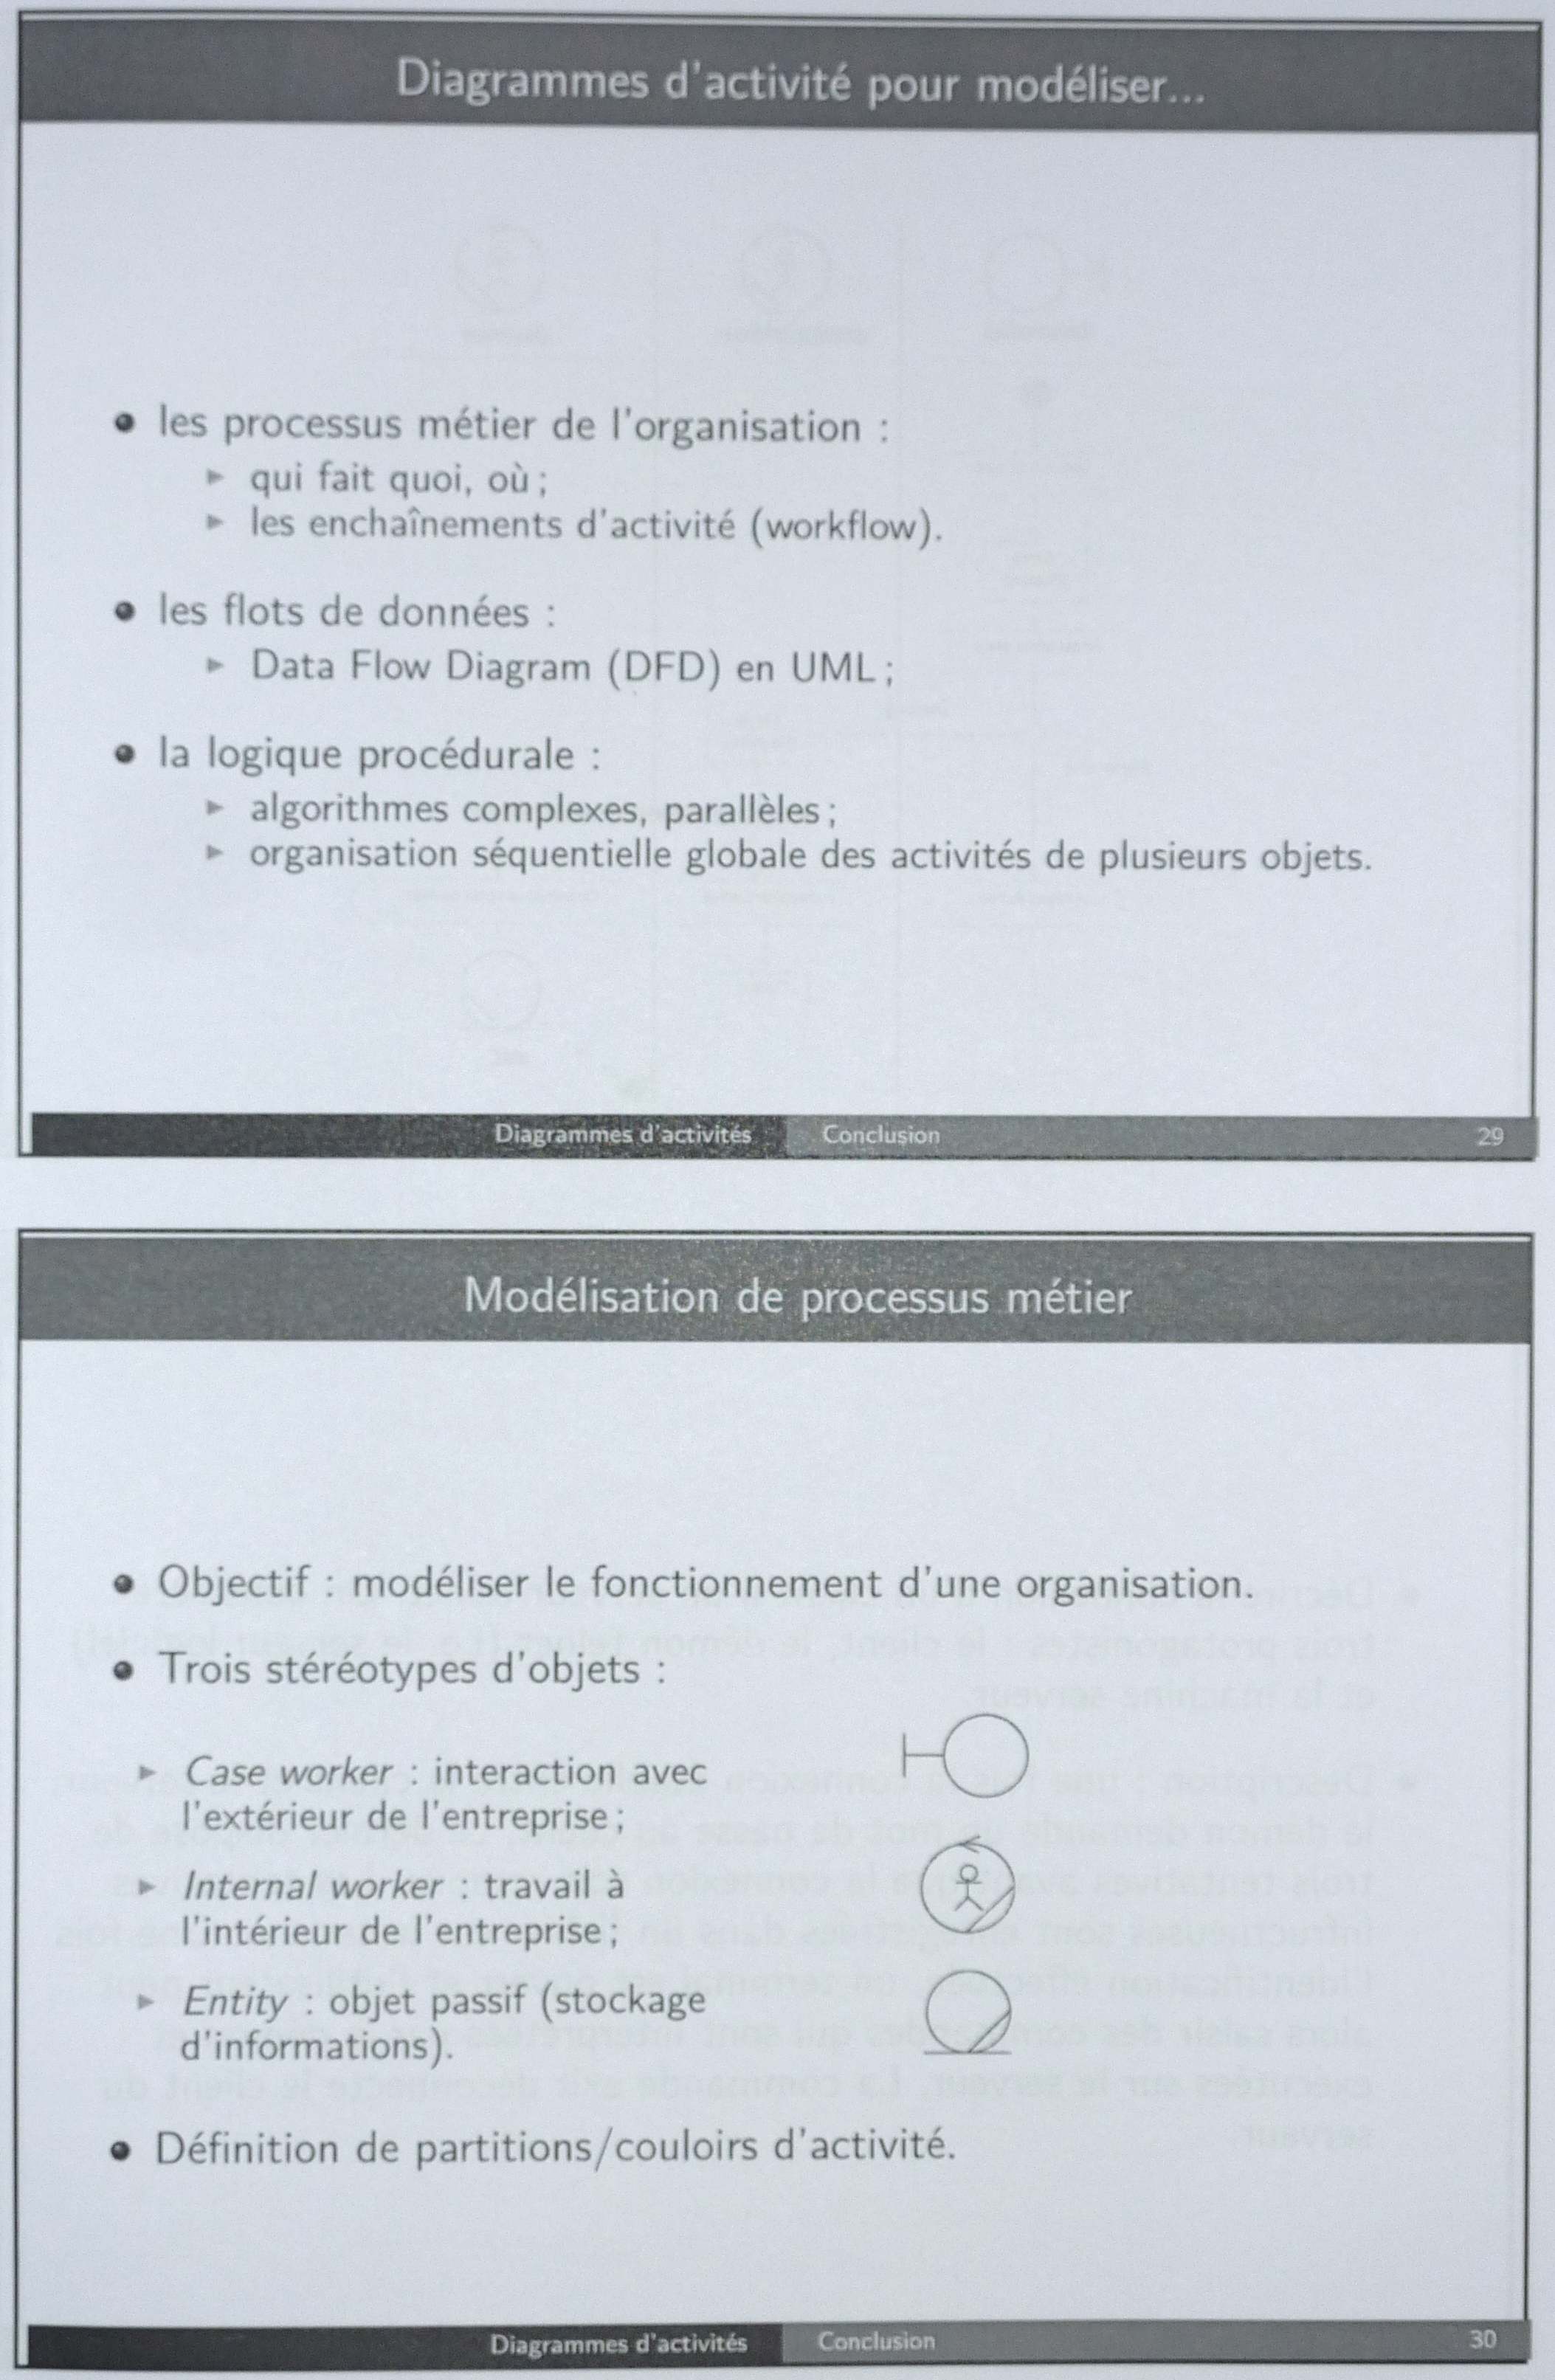 Diagrammes d'activité pour modéliser...
● les processus métier de l'organisation :
► qui fait quoi, où ;
► les enchaînements d'activité (workflow).
● les flots de données :
► Data Flow Diagram (DFD) en UML ;
● la logique procédurale :
► algorithmes complexes, parallèles ;
► organisation séquentielle globale des activités de plusieurs objets.
Diagrammes d'activités Conclusion 29
Modélisation de processus métier
● Objectif : modéliser le fonctionnement d'une organisation.
● Trois stéréotypes d'objets :
► Case worker : interaction avec
l'extérieur de l'entreprise ;
► Internal worker : travail à
l'intérieur de l'entreprise ;
► Entity : objet passif (stockage
d'informations).
● Définition de partitions/couloirs d'activité.
Diagrammes d'activités Conclusion 30